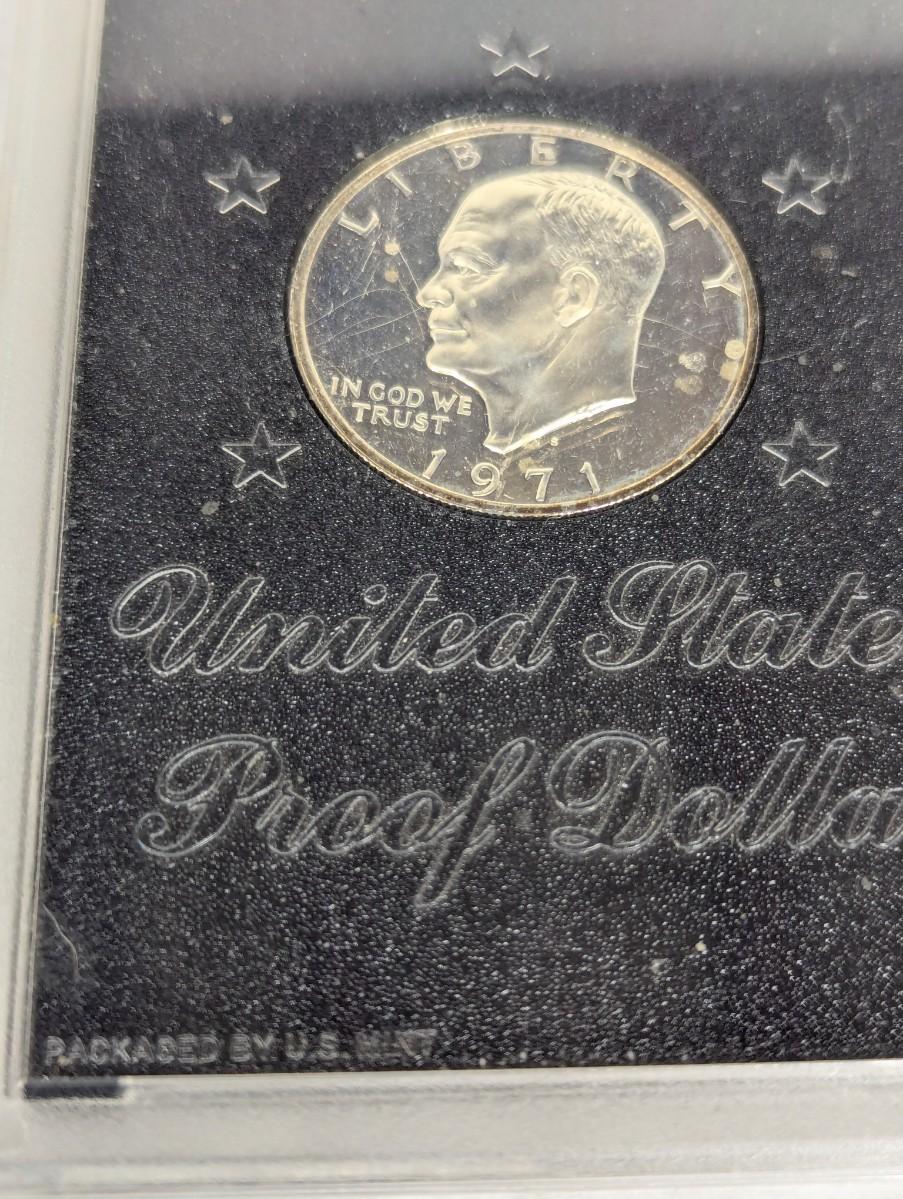 LIBERTY
IN GOD WE
TRUST
S
1971
United State
Proof Dolla
PACKAGED BY U.S. MINT